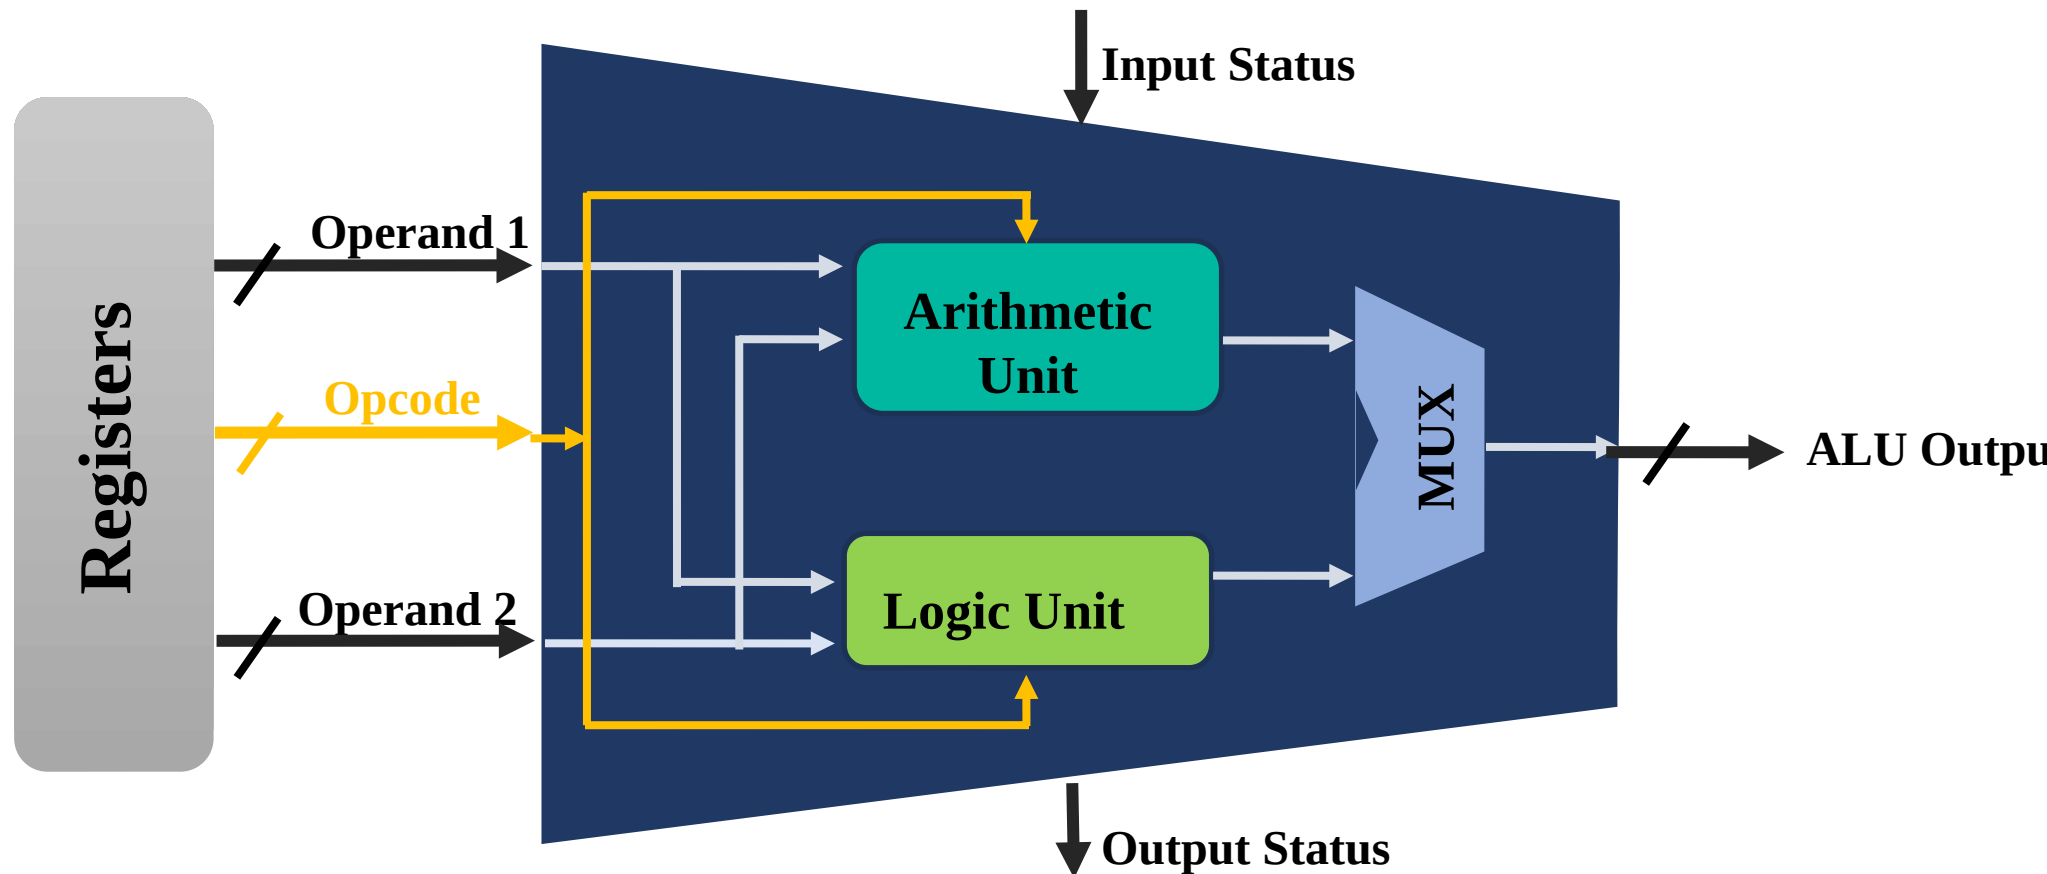 Input Status
Operand 1
Registers
Opcode
Operand 2
Arithmetic
Unit
Logic Unit
MUX
ALU Outpu
Output Status